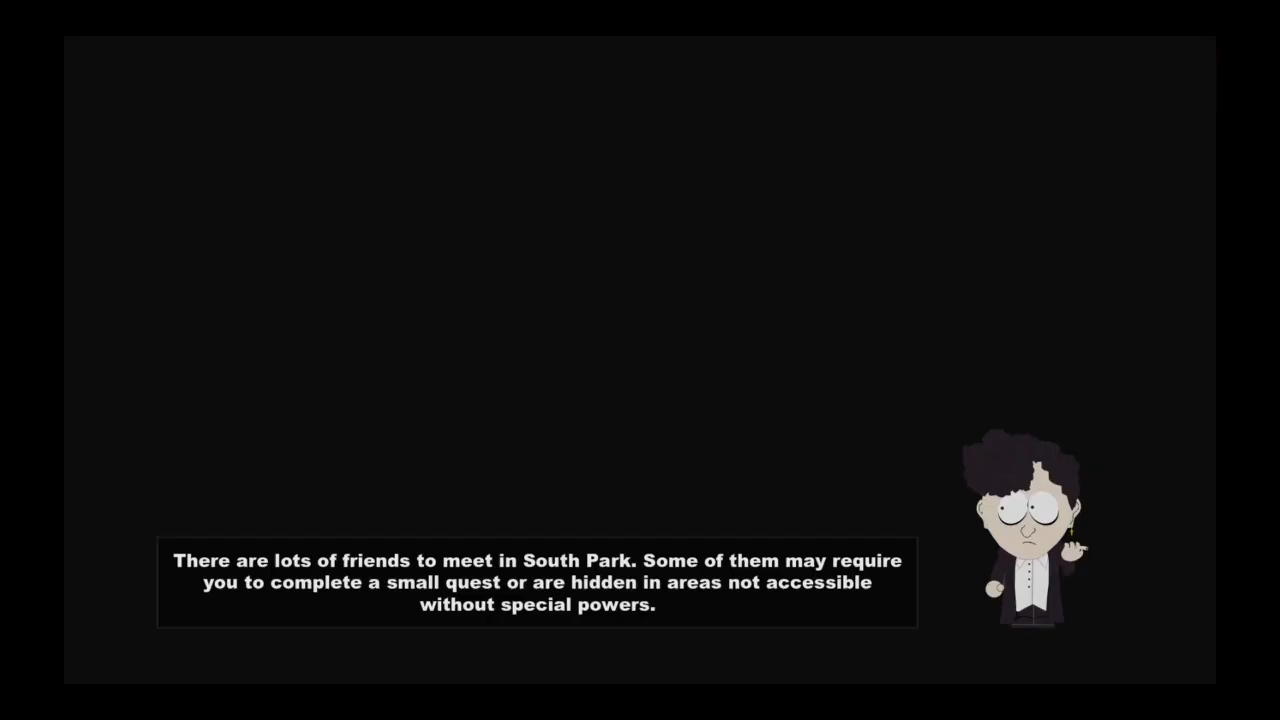 There are lots of friends to meet in South Park. Some of them may require
you to complete a small quest or are hidden in areas not accessible
without special powers.